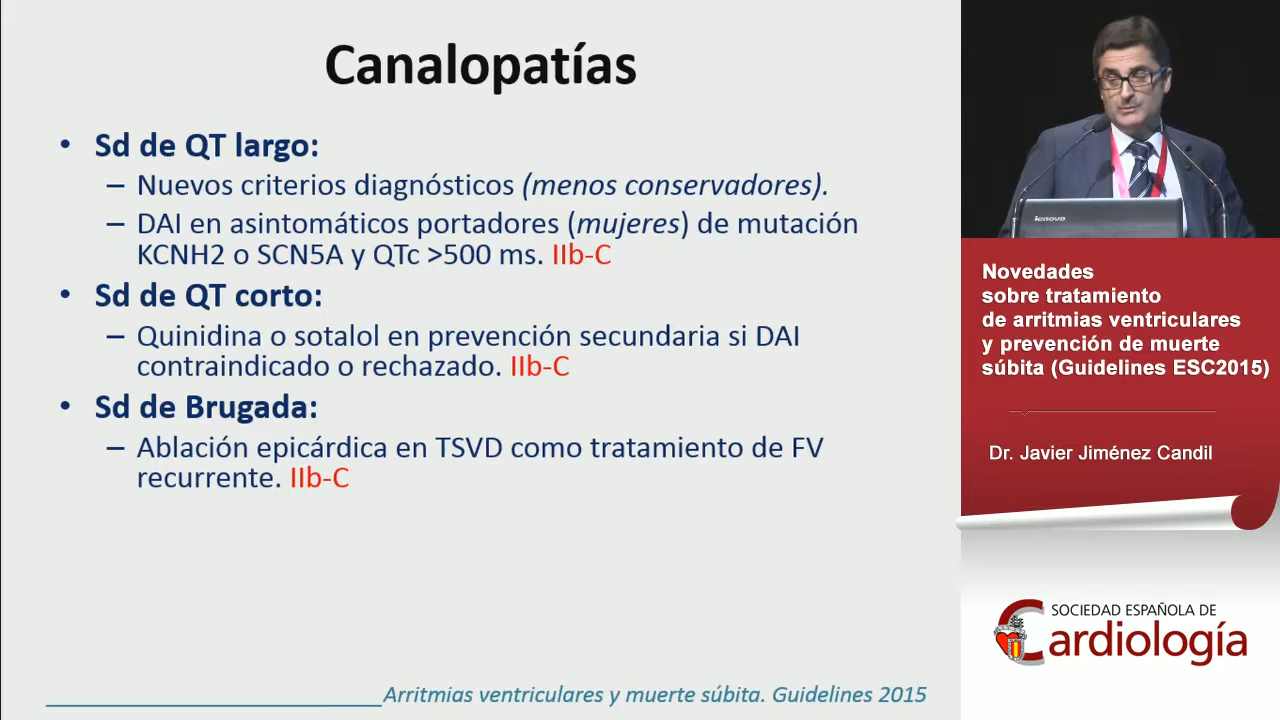 Canalopatías
• Sd de QT largo:
– Nuevos criterios diagnósticos (menos conservadores).
– DAI en asintomáticos portadores (mujeres) de mutación
KCNH2 o SCN5A y QTc >500 ms. IIb-C
• Sd de QT corto:
– Quinidina o sotalol en prevención secundaria si DAI
contraindicado o rechazado. IIb-C
• Sd de Brugada:
– Ablación epicárdica en TSVD como tratamiento de FV
recurrente. IIb-C
Arritmias ventriculares y muerte súbita. Guidelines 2015
lenovo
Novedades
sobre tratamiento
de arritmias ventriculares
y prevención de muerte
súbita (Guidelines ESC2015)
Dr. Javier Jiménez Candil
SOCIEDAD ESPAÑOLA DE
Cardiología